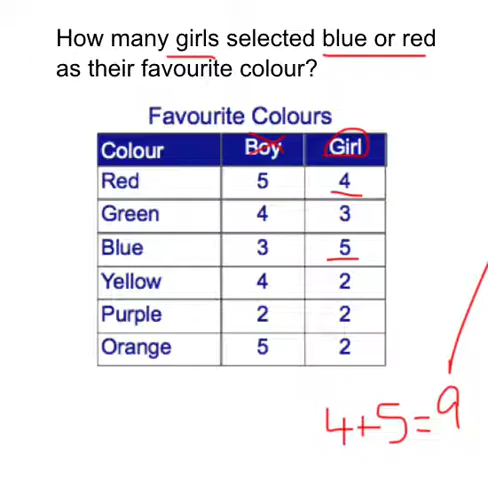 How many girls selected blue or red
as their favourite colour?
Favourite Colours
Colour Boy Girl
Red 5 4
Green 4 3
Blue 3 5
Yellow 4 2
Purple 2 2
Orange 5 2
4+5=9